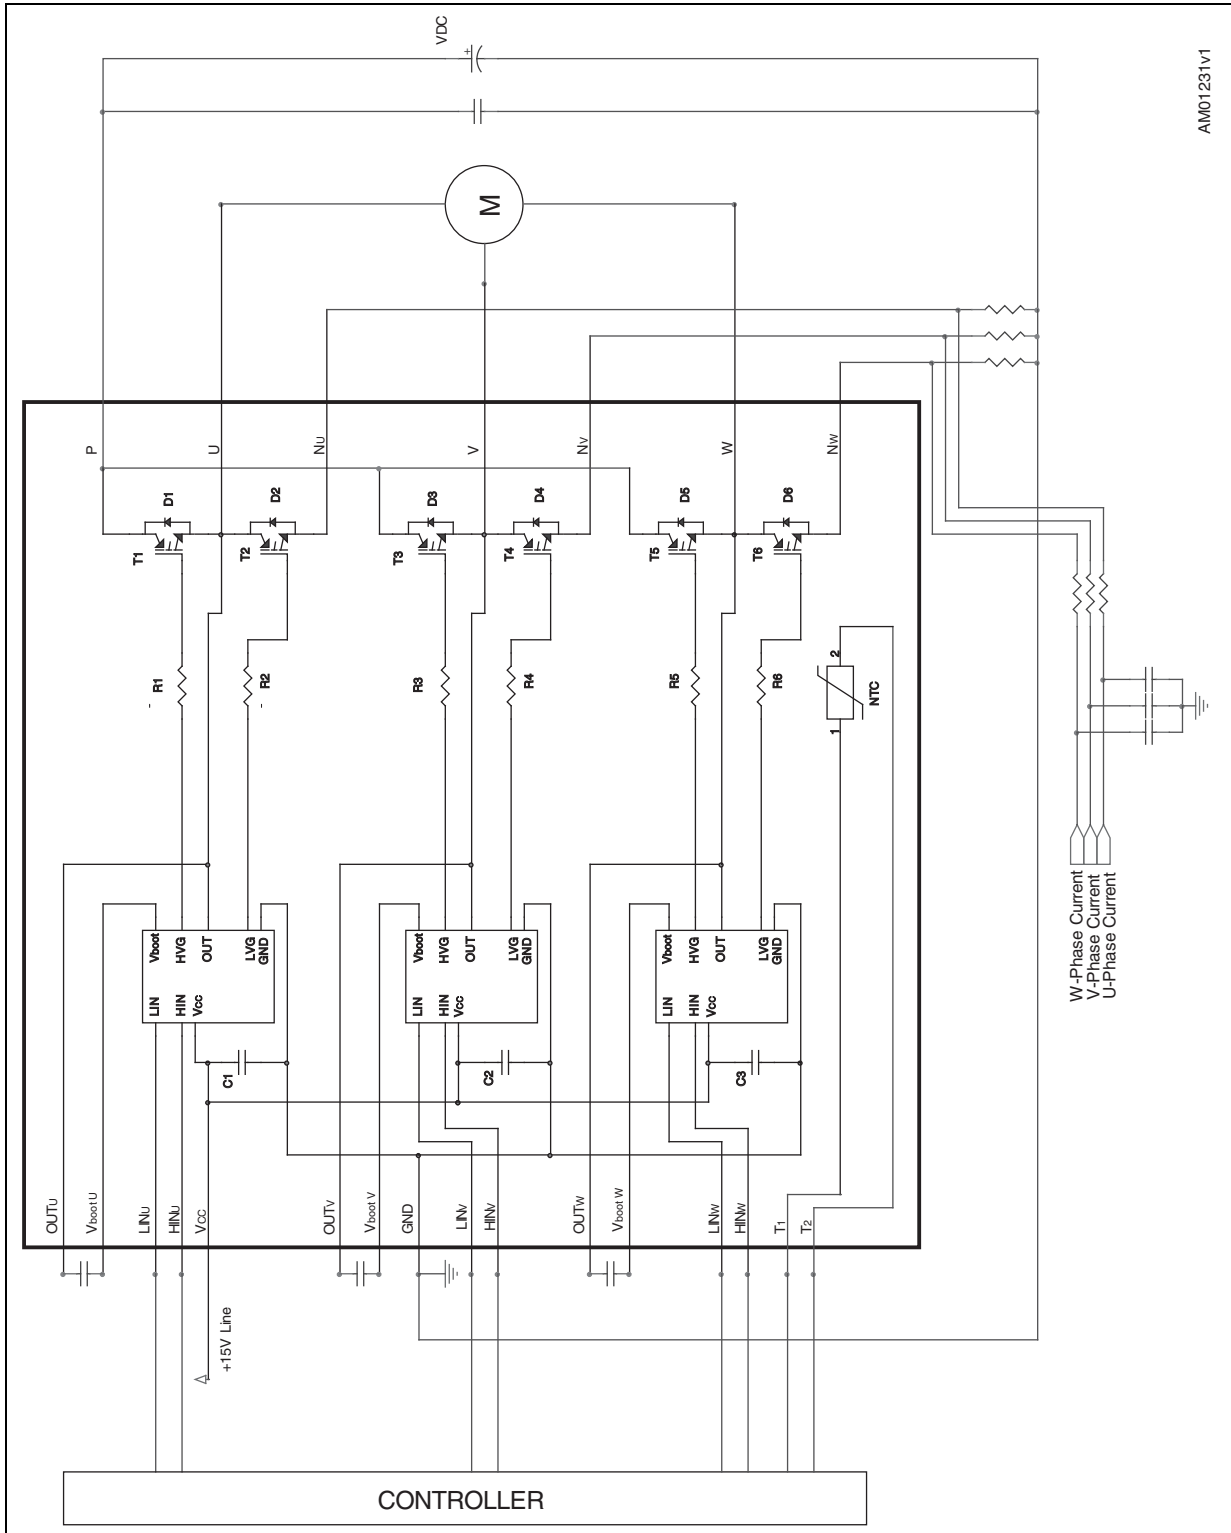 VDC
AM01231v1
M
P
U
NU
V
NV
W
NW
D1
D2
D3
D4
D5
D6
T1
T2
T3
T4
T5
T6
R1
R2
R3
R4
R5
R6
2
NTC
1
Vboot
HVG
OUT
LVG
GND
LIN
HIN
Vcc
Vboot
HVG
OUT
LVG
GND
LIN
HIN
Vcc
Vboot
HVG
OUT
LVG
GND
LIN
HIN
Vcc
C1
C2
C3
W-Phase Current
V-Phase Current
U-Phase Current
OUTU
Vboot U
LINU
HINU
VCC
OUTV
Vboot V
GND
LINV
HINV
OUTW
Vboot W
LINW
HINW
T1
T2
+15V Line
CONTROLLER